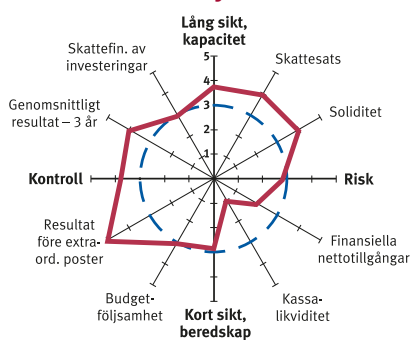 Lång sikt,
kapacitet
Skattefin. av
investeringar
Skattesats
Genomsnittligt
resultat – 3 år
Soliditet
5
4
3
2
1
Kontroll
Risk
Resultat
före extra-
ord. poster
Finansiella
nettotillgångar
Budget-
följsamhet
Kassa-
likviditet
Kort sikt,
beredskap